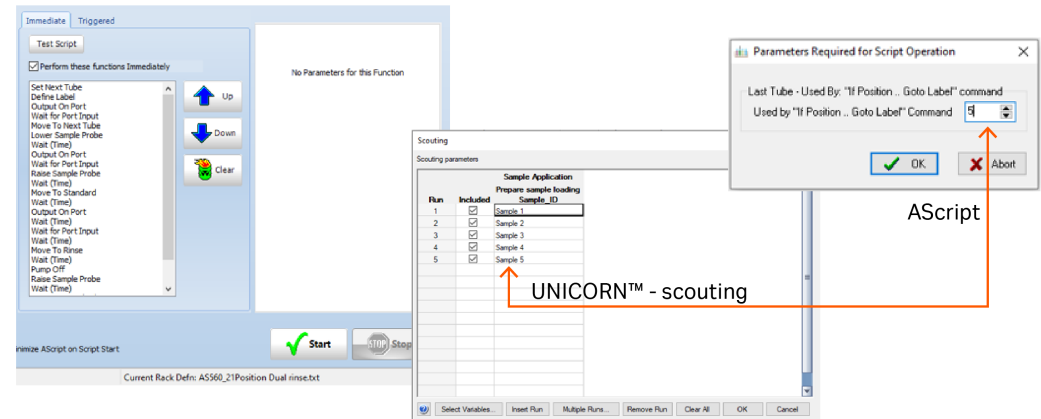 Immediate Triggered
Test Script
Perform these functions Immediately
Set Next Tube
Define Label
Output On Port
Wait for Port Input
Move To Next Tube
Lower Sample Probe
Wait (Time)
Output On Port
Wait for Port Input
Raise Sample Probe
Wait (Time)
Move To Standard
Wait (Time)
Output On Port
Wait (Time)
Wait for Port Input
Wait (Time)
Move To Rinse
Wait (Time)
Pump Off
Raise Sample Probe
Wait (Time)
Up
Down
Clear
No Parameters for this Function
Start
STOP Stop
nimize AScript on Script Start
Current Rack Defn: AS560_21Position Dual rinse.txt
Scouting
Scouting parameters
Sample Application
Prepare sample loading
Run Included Sample_ID
1 Sample 1
2 Sample 2
3 Sample 3
4 Sample 4
5 Sample 5
Select Variables... Insert Run Multiple Runs... Remove Run Clear All OK Cancel
Parameters Required for Script Operation
Last Tube - Used By: "If Position .. Goto Label" command
Used by "If Position .. Goto Label" Command 5
OK Abort
AScript
UNICORN™ - scouting